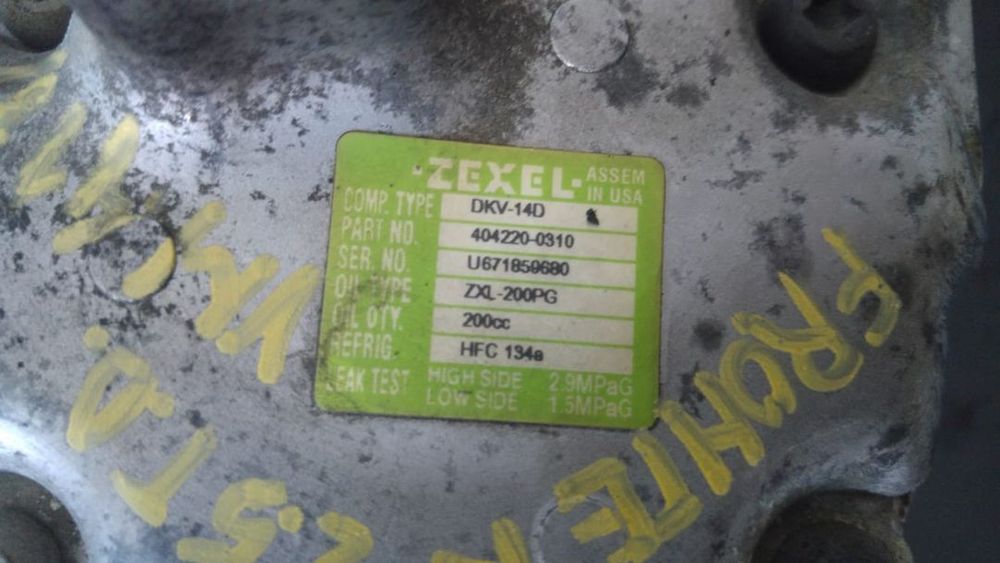 ZEXEL
ASSEM
IN USA
COMP. TYPE DKV-14D
PART NO. 404220-0310
SER. NO. U671859680
OIL TYPE ZXL-200PG
OIL QTY. 200cc
REFRIG. HFC 134a
LEAK TEST HIGH SIDE 2.9MPaG
LOW SIDE 1.5MPaG
FRONTE